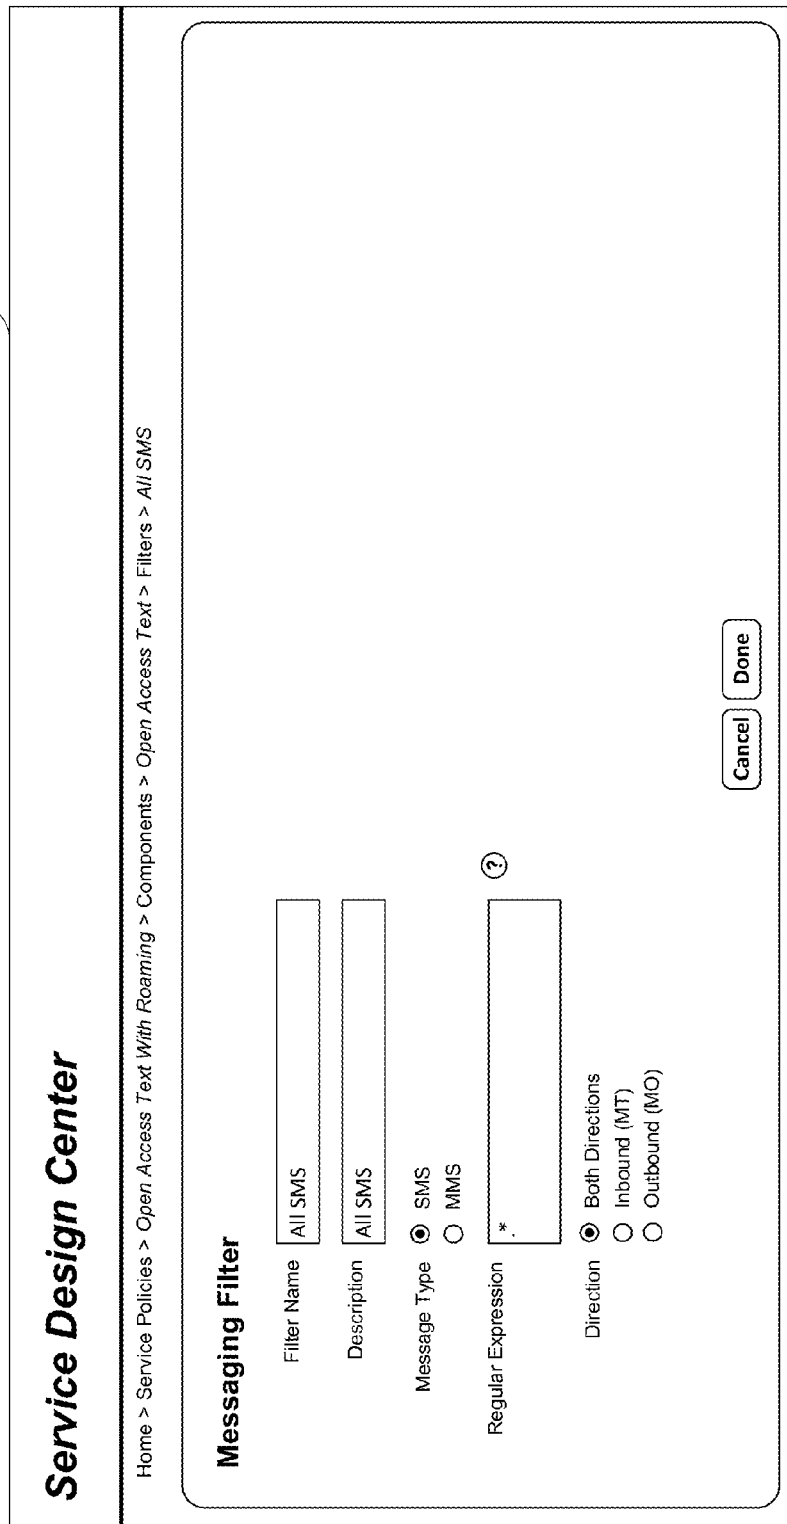 Service Design Center
Home > Service Policies > Open Access Text With Roaming > Components > Open Access Text > Filters > All SMS
Messaging Filter
Filter Name All SMS
Description All SMS
Message Type SMS
MMS
Regular Expression .* ?
Direction Both Directions
Inbound (MT)
Outbound (MO)
Cancel Done